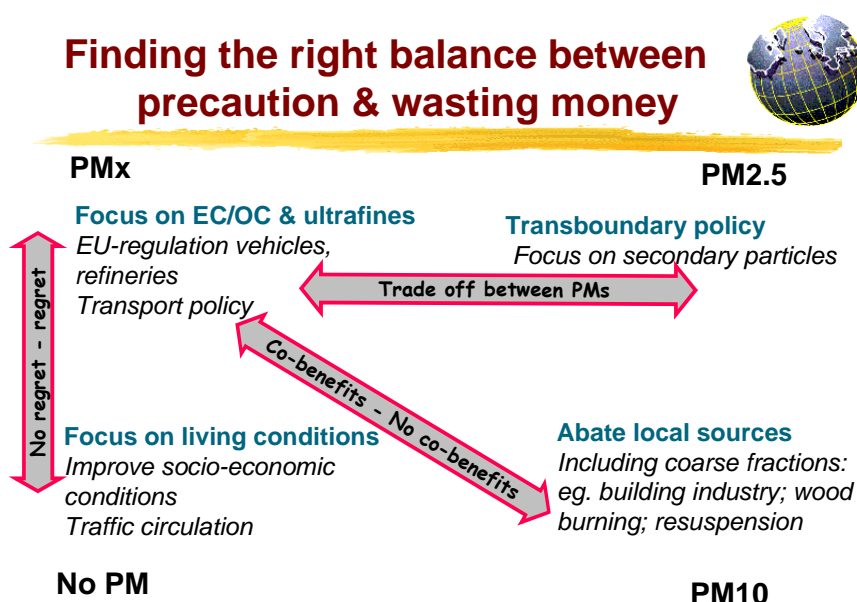 Finding the right balance between
precaution & wasting money
PMx
PM2.5
Focus on EC/OC & ultrafines
EU-regulation vehicles,
refineries
Transport policy
Transboundary policy
Focus on secondary particles
Trade off between PMs
No regret - regret
Co-benefits - No co-benefits
Focus on living conditions
Improve socio-economic
conditions
Traffic circulation
Abate local sources
Including coarse fractions:
eg. building industry; wood
burning; resuspension
No PM
PM10